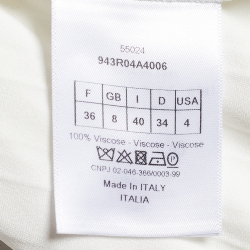 55024
943R04A4006
F GB I D USA
36 8 40 34 4
100% Viscose - Viscose - Viscose
CNPJ 02-046-366/0003-99
Made In ITALY
ITALIA